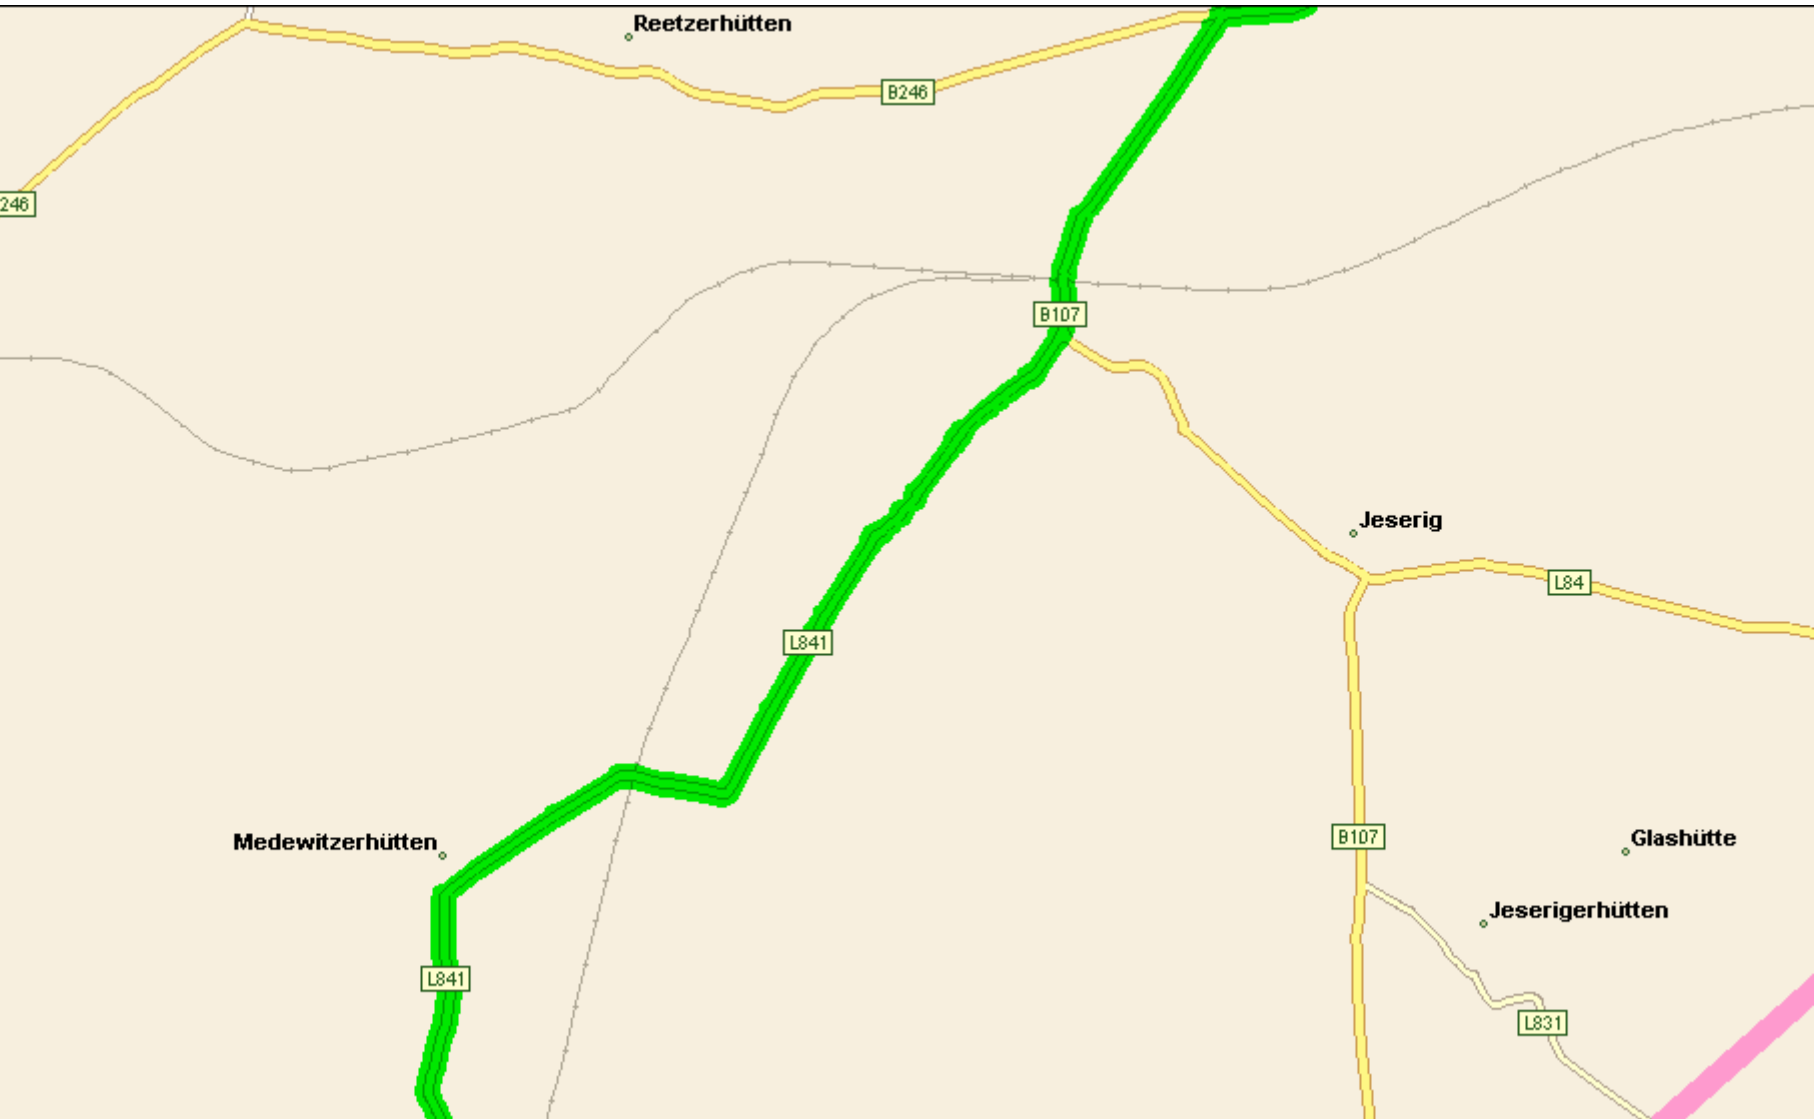 Reetzerhütten
B246
246
B107
Jeserig
L84
L841
B107
Glashütte
Medewitzerhütten
Jeserigerhütten
L841
L831